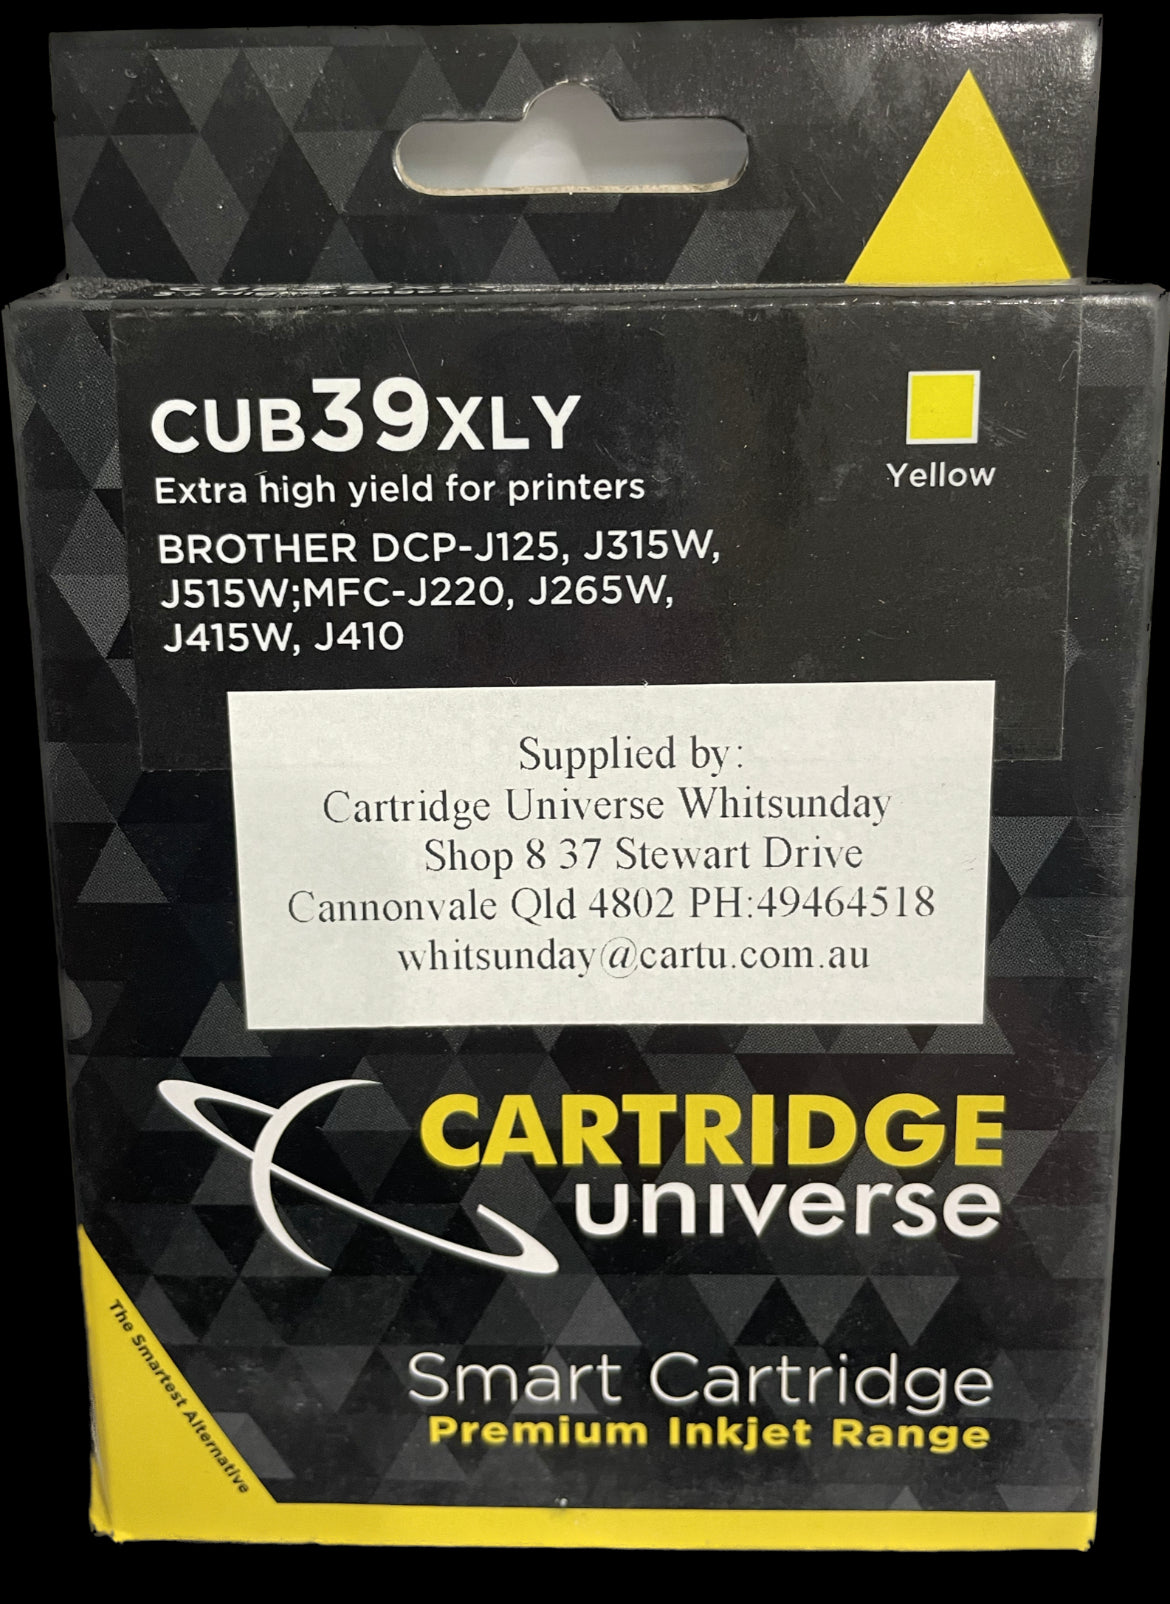 CUB39XLY
Yellow
Extra high yield for printers
BROTHER DCP-J125, J315W,
J515W;MFC-J220, J265W,
J415W, J410
Supplied by:
Cartridge Universe Whitsunday
Shop 8 37 Stewart Drive
Cannonvale Qld 4802 PH:49464518
whitsunday@cartu.com.au
CARTRIDGE
universe
The Smartest Alternative
Smart Cartridge
Premium Inkjet Range